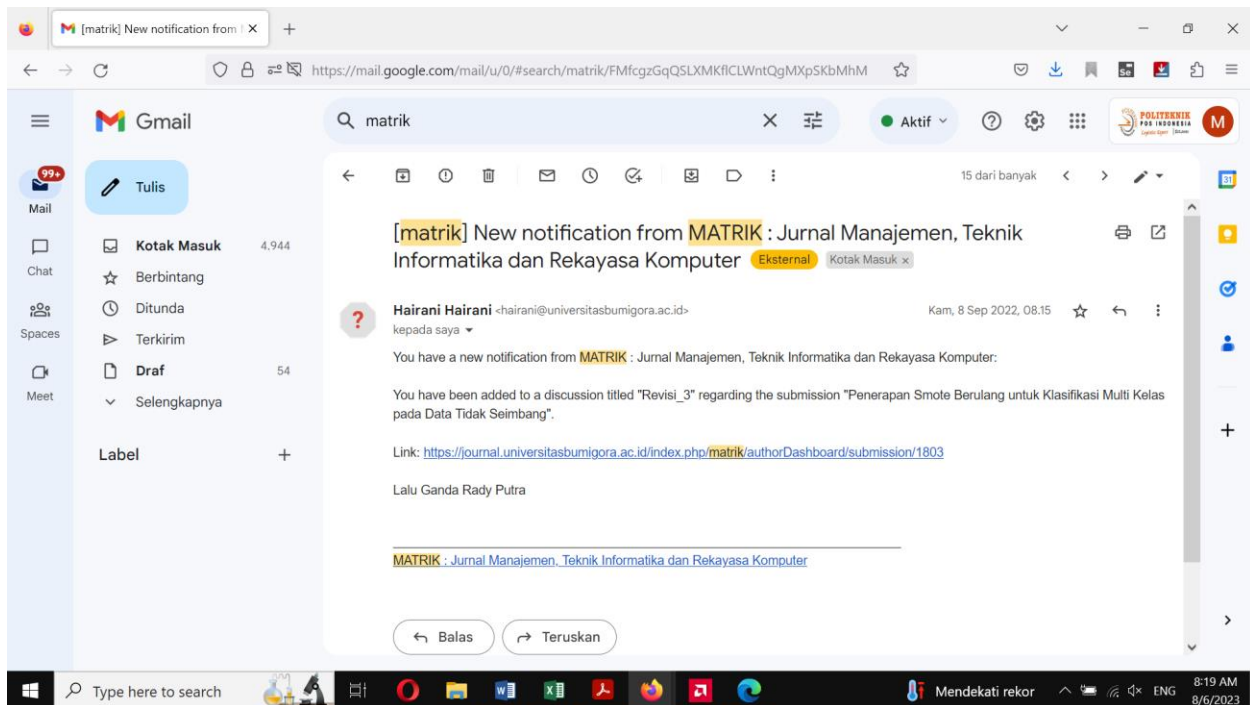 [matrik] New notification from
https://mail.google.com/mail/u/0/#search/matrik/FMfcgzGqQSLXMKflCLWntQgMXpSKbMhM
Gmail
matrik
Aktif
POLITEKNIK
POS INDONESIA
M
99+
Mail
Chat
Spaces
Meet
Tulis
Kotak Masuk 4.944
Berbintang
Ditunda
Terkirim
Draf 54
Selengkapnya
Label
15 dari banyak
[matrik] New notification from MATRIK : Jurnal Manajemen, Teknik
Informatika dan Rekayasa Komputer Eksternal Kotak Masuk x
Hairani Hairani <hairani@universitasbumigora.ac.id> Kam, 8 Sep 2022, 08.15
kepada saya
You have a new notification from MATRIK : Jurnal Manajemen, Teknik Informatika dan Rekayasa Komputer:
You have been added to a discussion titled "Revisi_3" regarding the submission "Penerapan Smote Berulang untuk Klasifikasi Multi Kelas
pada Data Tidak Seimbang".
Link: https://journal.universitasbumigora.ac.id/index.php/matrik/authorDashboard/submission/1803
Lalu Ganda Rady Putra
MATRIK : Jurnal Manajemen, Teknik Informatika dan Rekayasa Komputer
Balas
Teruskan
31
Type here to search
Mendekati rekor
ENG
8:19 AM
8/6/2023